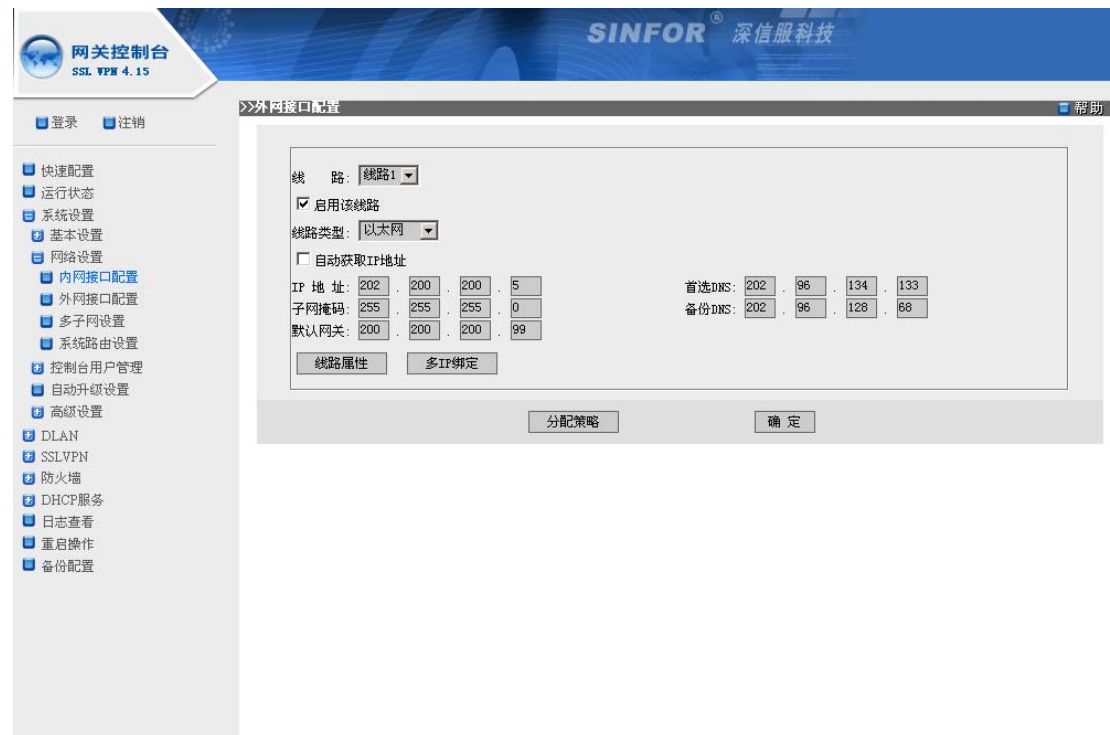 SINFOR® 深信服科技
网关控制台
SSL VPN 4.15
登录 注销
>>外网接口配置 帮助
快速配置
运行状态
系统设置
基本设置
网络设置
内网接口配置
外网接口配置
多子网设置
系统路由设置
控制台用户管理
自动升级设置
高级设置
DLAN
SSLVPN
防火墙
DHCP服务
日志查看
重启操作
备份配置
线 路: 线路1
启用该线路
线路类型: 以太网
自动获取IP地址
IP 地 址: 202 . 200 . 200 . 5 首选DNS: 202 . 96 . 134 . 133
子网掩码: 255 . 255 . 255 . 0 备份DNS: 202 . 96 . 128 . 68
默认网关: 200 . 200 . 200 . 99
线路属性 多IP绑定
分配策略 确 定